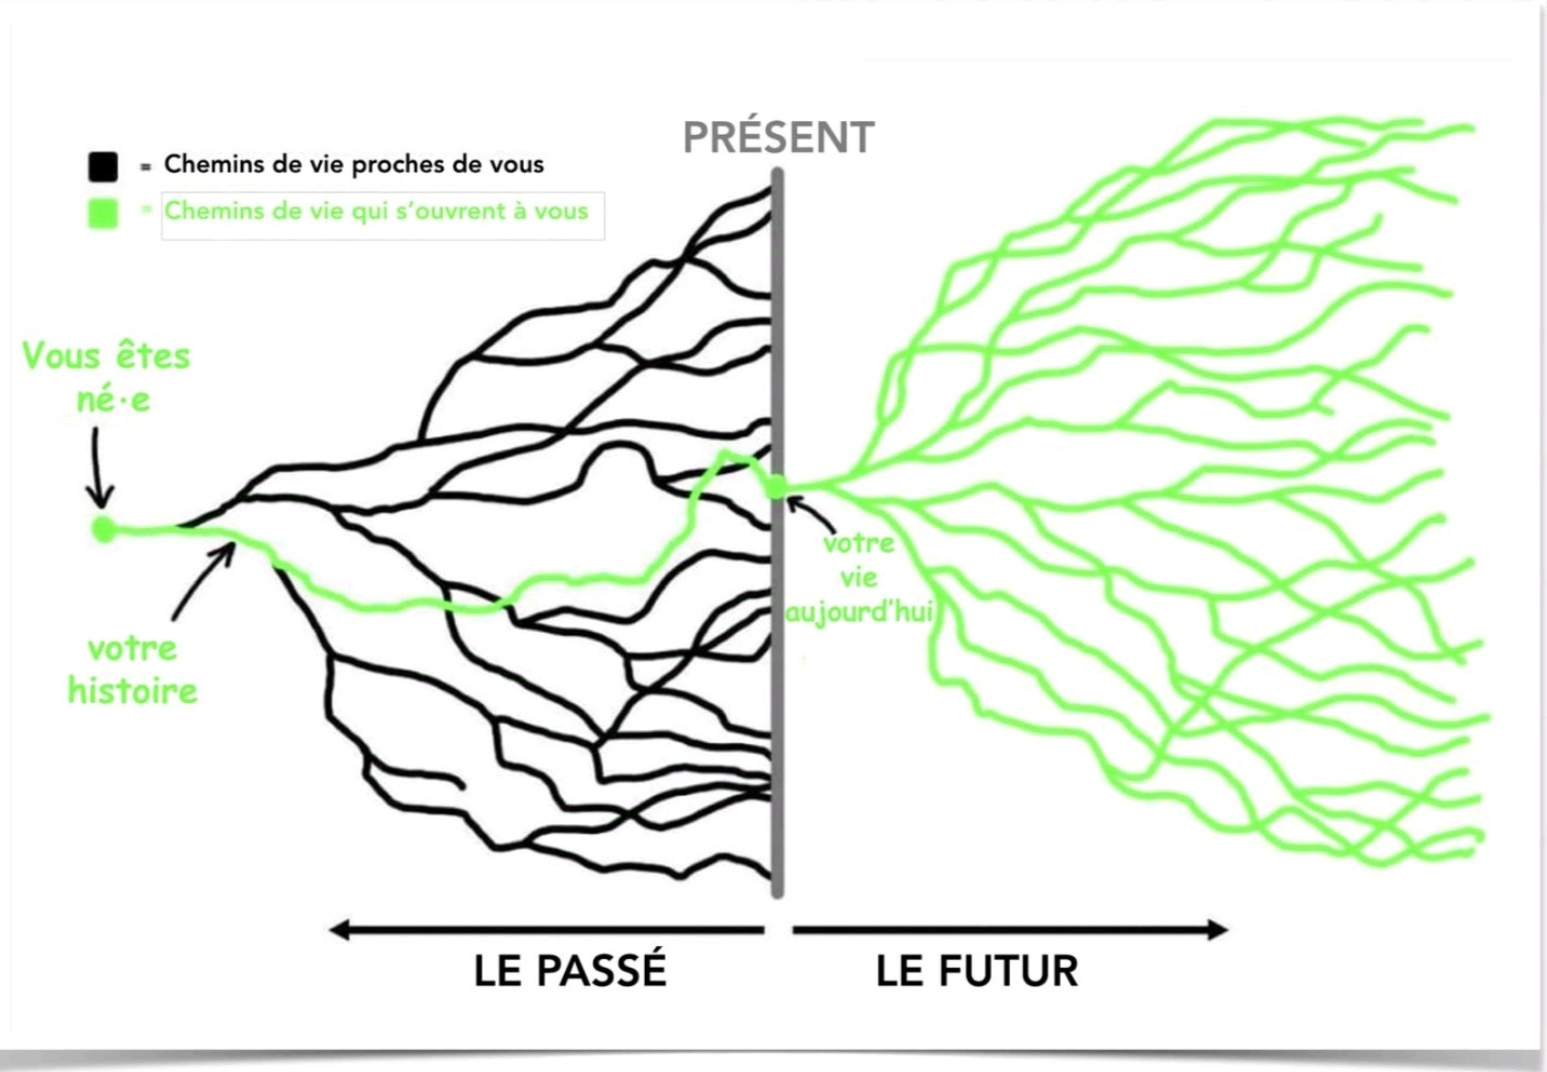 PRÉSENT
= Chemins de vie proches de vous
= Chemins de vie qui s'ouvrent à vous
Vous êtes
né·e
votre
histoire
votre
vie
aujourd'hui
LE PASSÉ
LE FUTUR